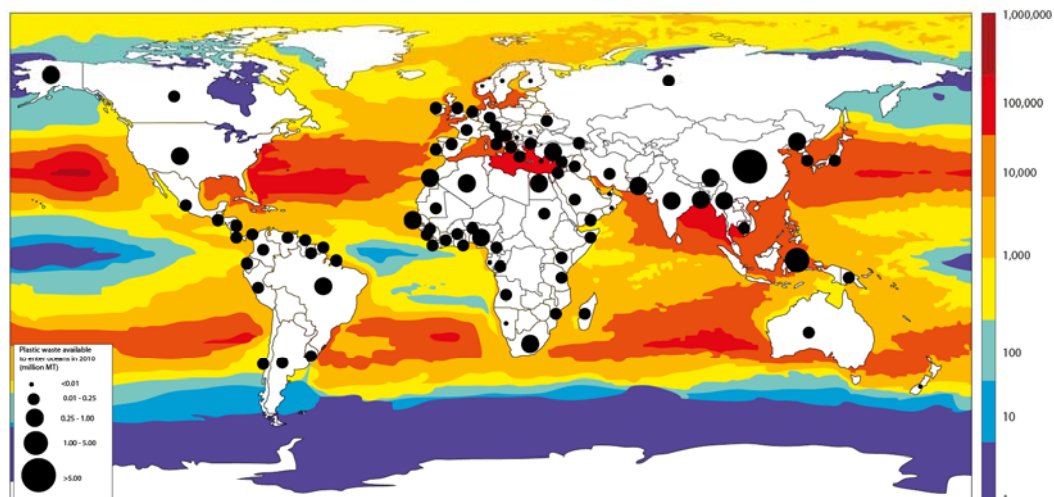 1,000,000
100,000
10,000
1,000
100
10
Plastic waste available
to enter oceans in 2010
(million MT)
<0.01
0.01 - 0.25
0.25 - 1.00
1.00 - 5.00
>5.00